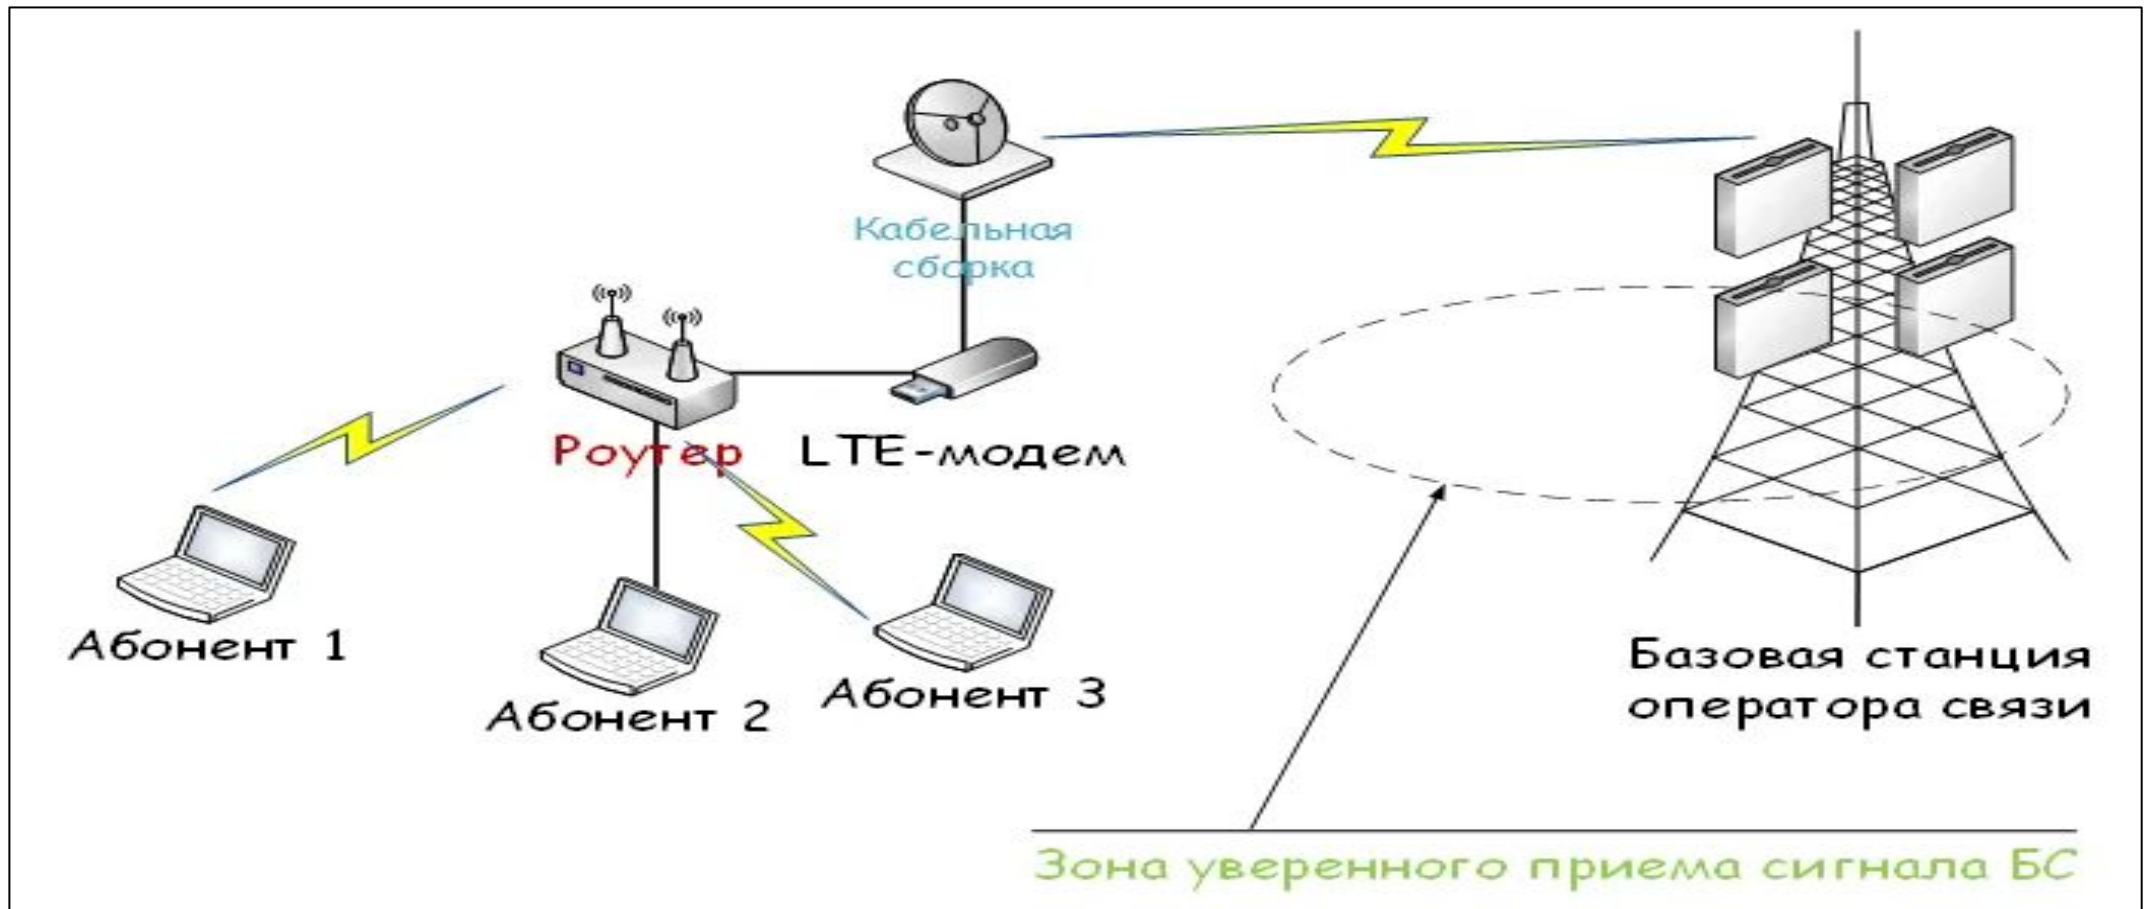 Кабельная
сборка
Роутер
LTE-модем
Абонент 1
Абонент 2
Абонент 3
Базовая станция
оператора связи
Зона уверенного приема сигнала БС